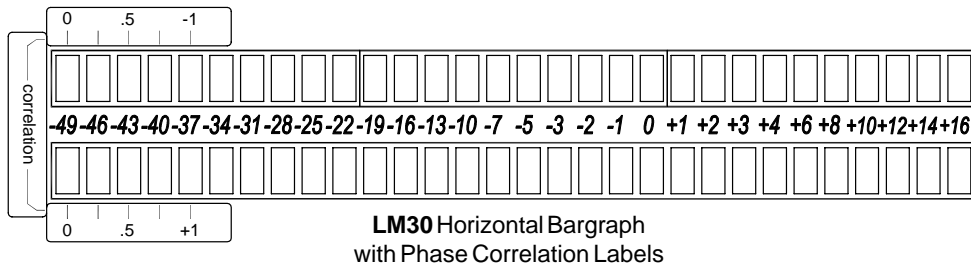 0 .5 -1
correlation
-49 -46 -43 -40 -37 -34 -31 -28 -25 -22 -19 -16 -13 -10 -7 -5 -3 -2 -1 0 +1 +2 +3 +4 +6 +8 +10 +12 +14 +16
0 .5 +1
LM30 Horizontal Bargraph
with Phase Correlation Labels